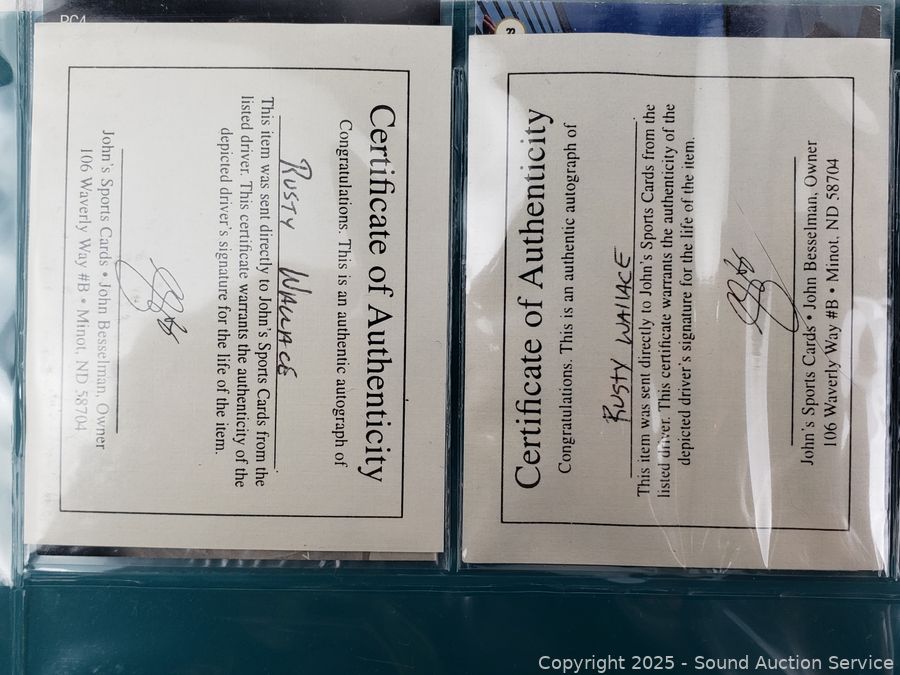 PC4
Certificate of Authenticity
Congratulations. This is an authentic autograph of
RUSTY WALLACE
This item was sent directly to John's Sports Cards from the
listed driver. This certificate warrants the authenticity of the
depicted driver's signature for the life of the item.
John's Sports Cards • John Besselman, Owner
106 Waverly Way #B • Minot, ND 58704
Certificate of Authenticity
Congratulations. This is an authentic autograph of
RUSTY WALLACE
This item was sent directly to John's Sports Cards from the
listed driver. This certificate warrants the authenticity of the
depicted driver's signature for the life of the item.
John's Sports Cards • John Besselman, Owner
106 Waverly Way #B • Minot, ND 58704
Copyright 2025 - Sound Auction Service